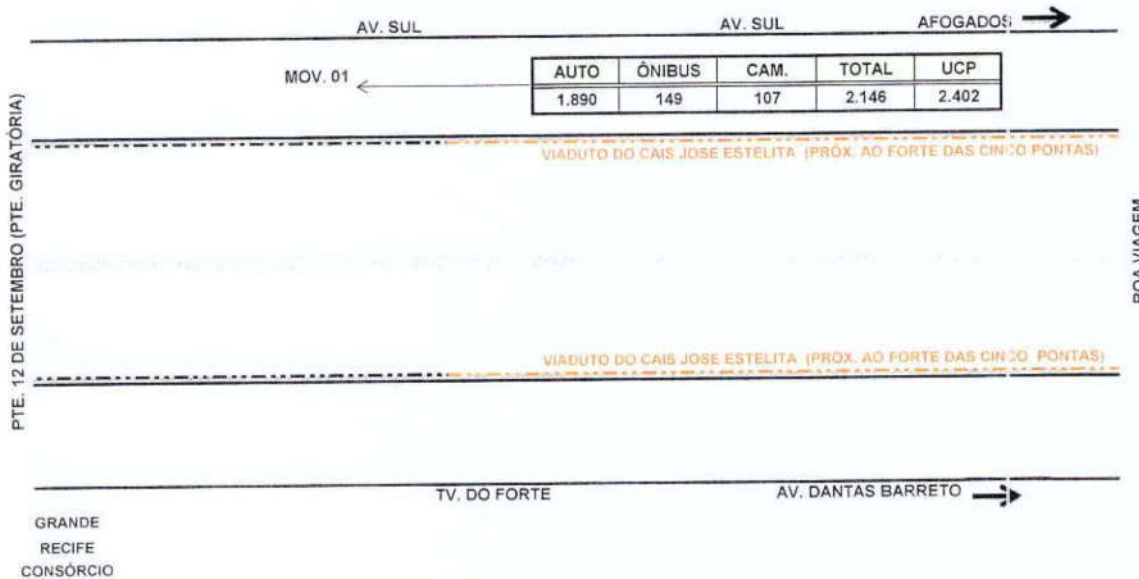 AV. SUL AV. SUL AFOGADOS
MOV. 01
AUTO ÔNIBUS CAM. TOTAL UCP
1.890 149 107 2.146 2.402
PTE. 12 DE SETEMBRO (PTE. GIRATÓRIA)
VIADUTO DO CAIS JOSE ESTELITA (PRÓX. AO FORTE DAS CINCO PONTAS)
BOA VIAGEM
VIADUTO DO CAIS JOSE ESTELITA (PRÓX. AO FORTE DAS CINCO PONTAS)
TV. DO FORTE AV. DANTAS BARRETO
GRANDE
RECIFE
CONSÓRCIO